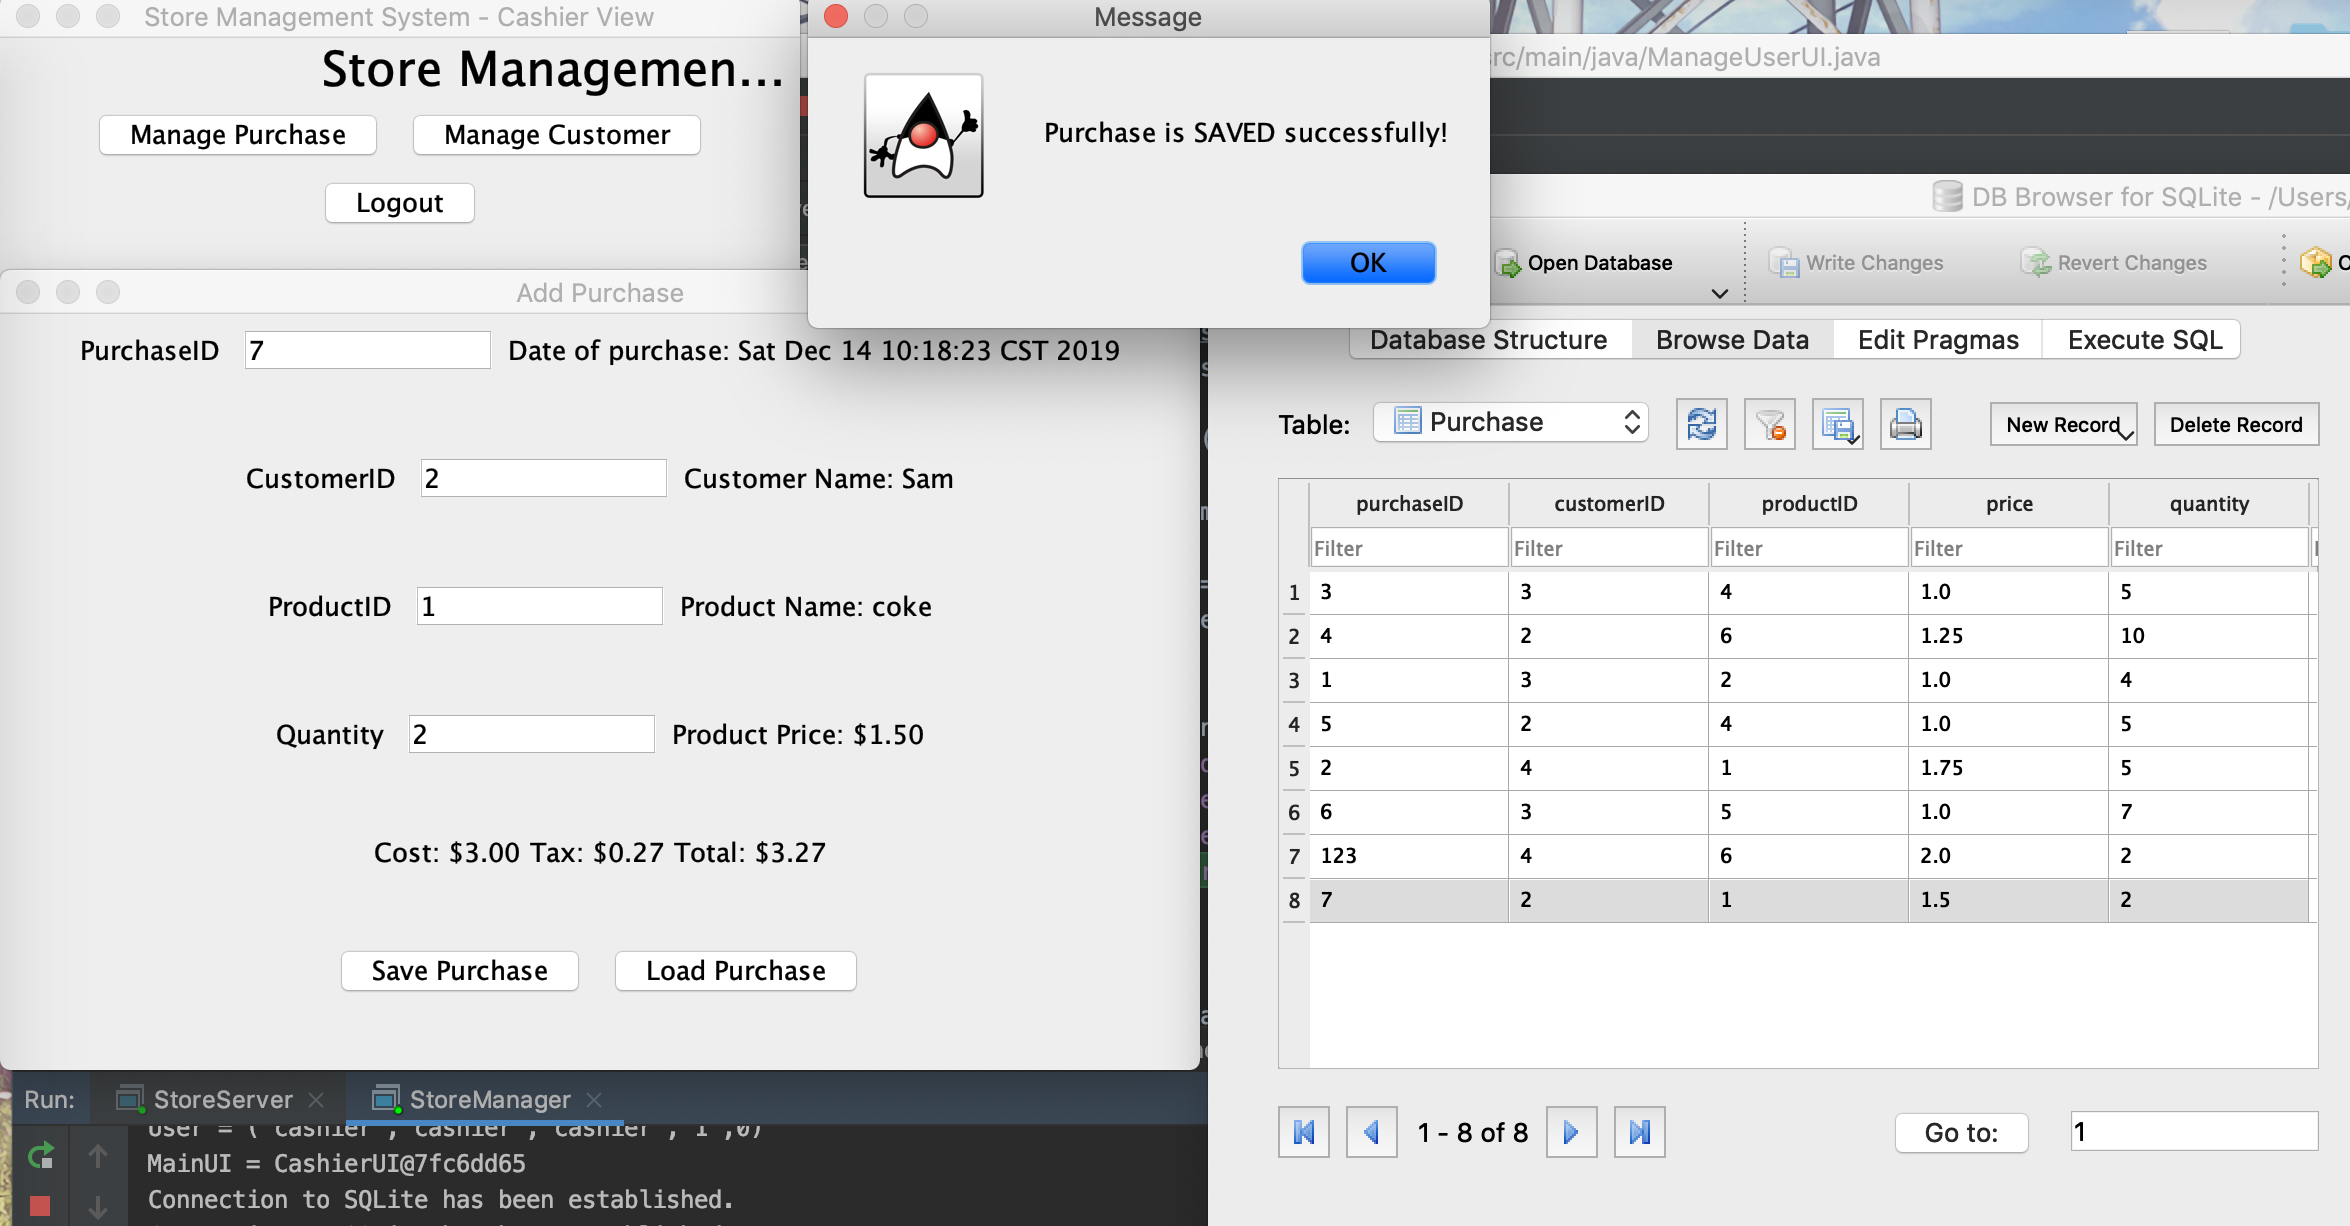 Store Management System - Cashier View
Store Managemen...
Manage Purchase
Manage Customer
Logout
Message
Purchase is SAVED successfully!
OK
src/main/java/ManageUserUI.java
DB Browser for SQLite - /Users/
Open Database
Write Changes
Revert Changes
Add Purchase
PurchaseID 7 Date of purchase: Sat Dec 14 10:18:23 CST 2019
CustomerID 2 Customer Name: Sam
ProductID 1 Product Name: coke
Quantity 2 Product Price: $1.50
Cost: $3.00 Tax: $0.27 Total: $3.27
Save Purchase
Load Purchase
Database Structure Browse Data Edit Pragmas Execute SQL
Table: Purchase
New Record
Delete Record
purchaseID customerID productID price quantity
Filter Filter Filter Filter Filter
1 3 3 4 1.0 5
2 4 2 6 1.25 10
3 1 3 2 1.0 4
4 5 2 4 1.0 5
5 2 4 1 1.75 5
6 6 3 5 1.0 7
7 123 4 6 2.0 2
8 7 2 1 1.5 2
1 - 8 of 8
Go to: 1
Run: StoreServer StoreManager
MainUI = CashierUI@7fc6dd65
Connection to SQLite has been established.